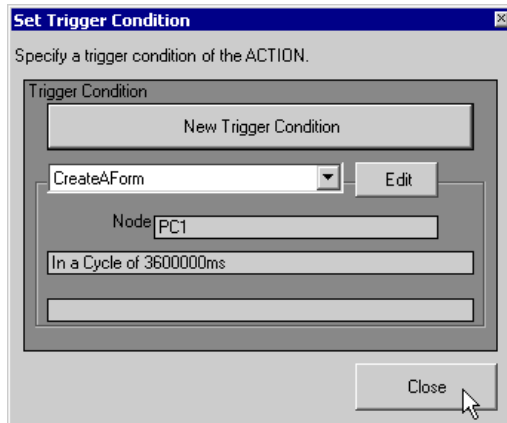 Set Trigger Condition
Specify a trigger condition of the ACTION.
Trigger Condition
New Trigger Condition
CreateAForm
Edit
Node PC1
In a Cycle of 3600000ms
Close